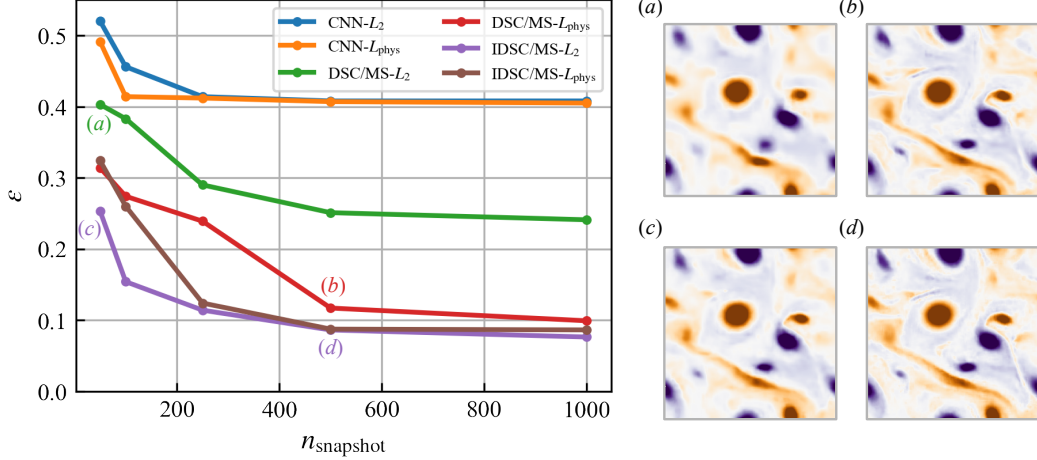 0.5
0.4
0.3
0.2
0.1
0.0
ε
CNN-L₂
CNN-Lphys
DSC/MS-L₂
DSC/MS-Lphys
IDSC/MS-L₂
IDSC/MS-Lphys
(a)
(c)
(b)
(d)
200
400
600
800
1000
nsnapshot
(a)
(b)
(c)
(d)